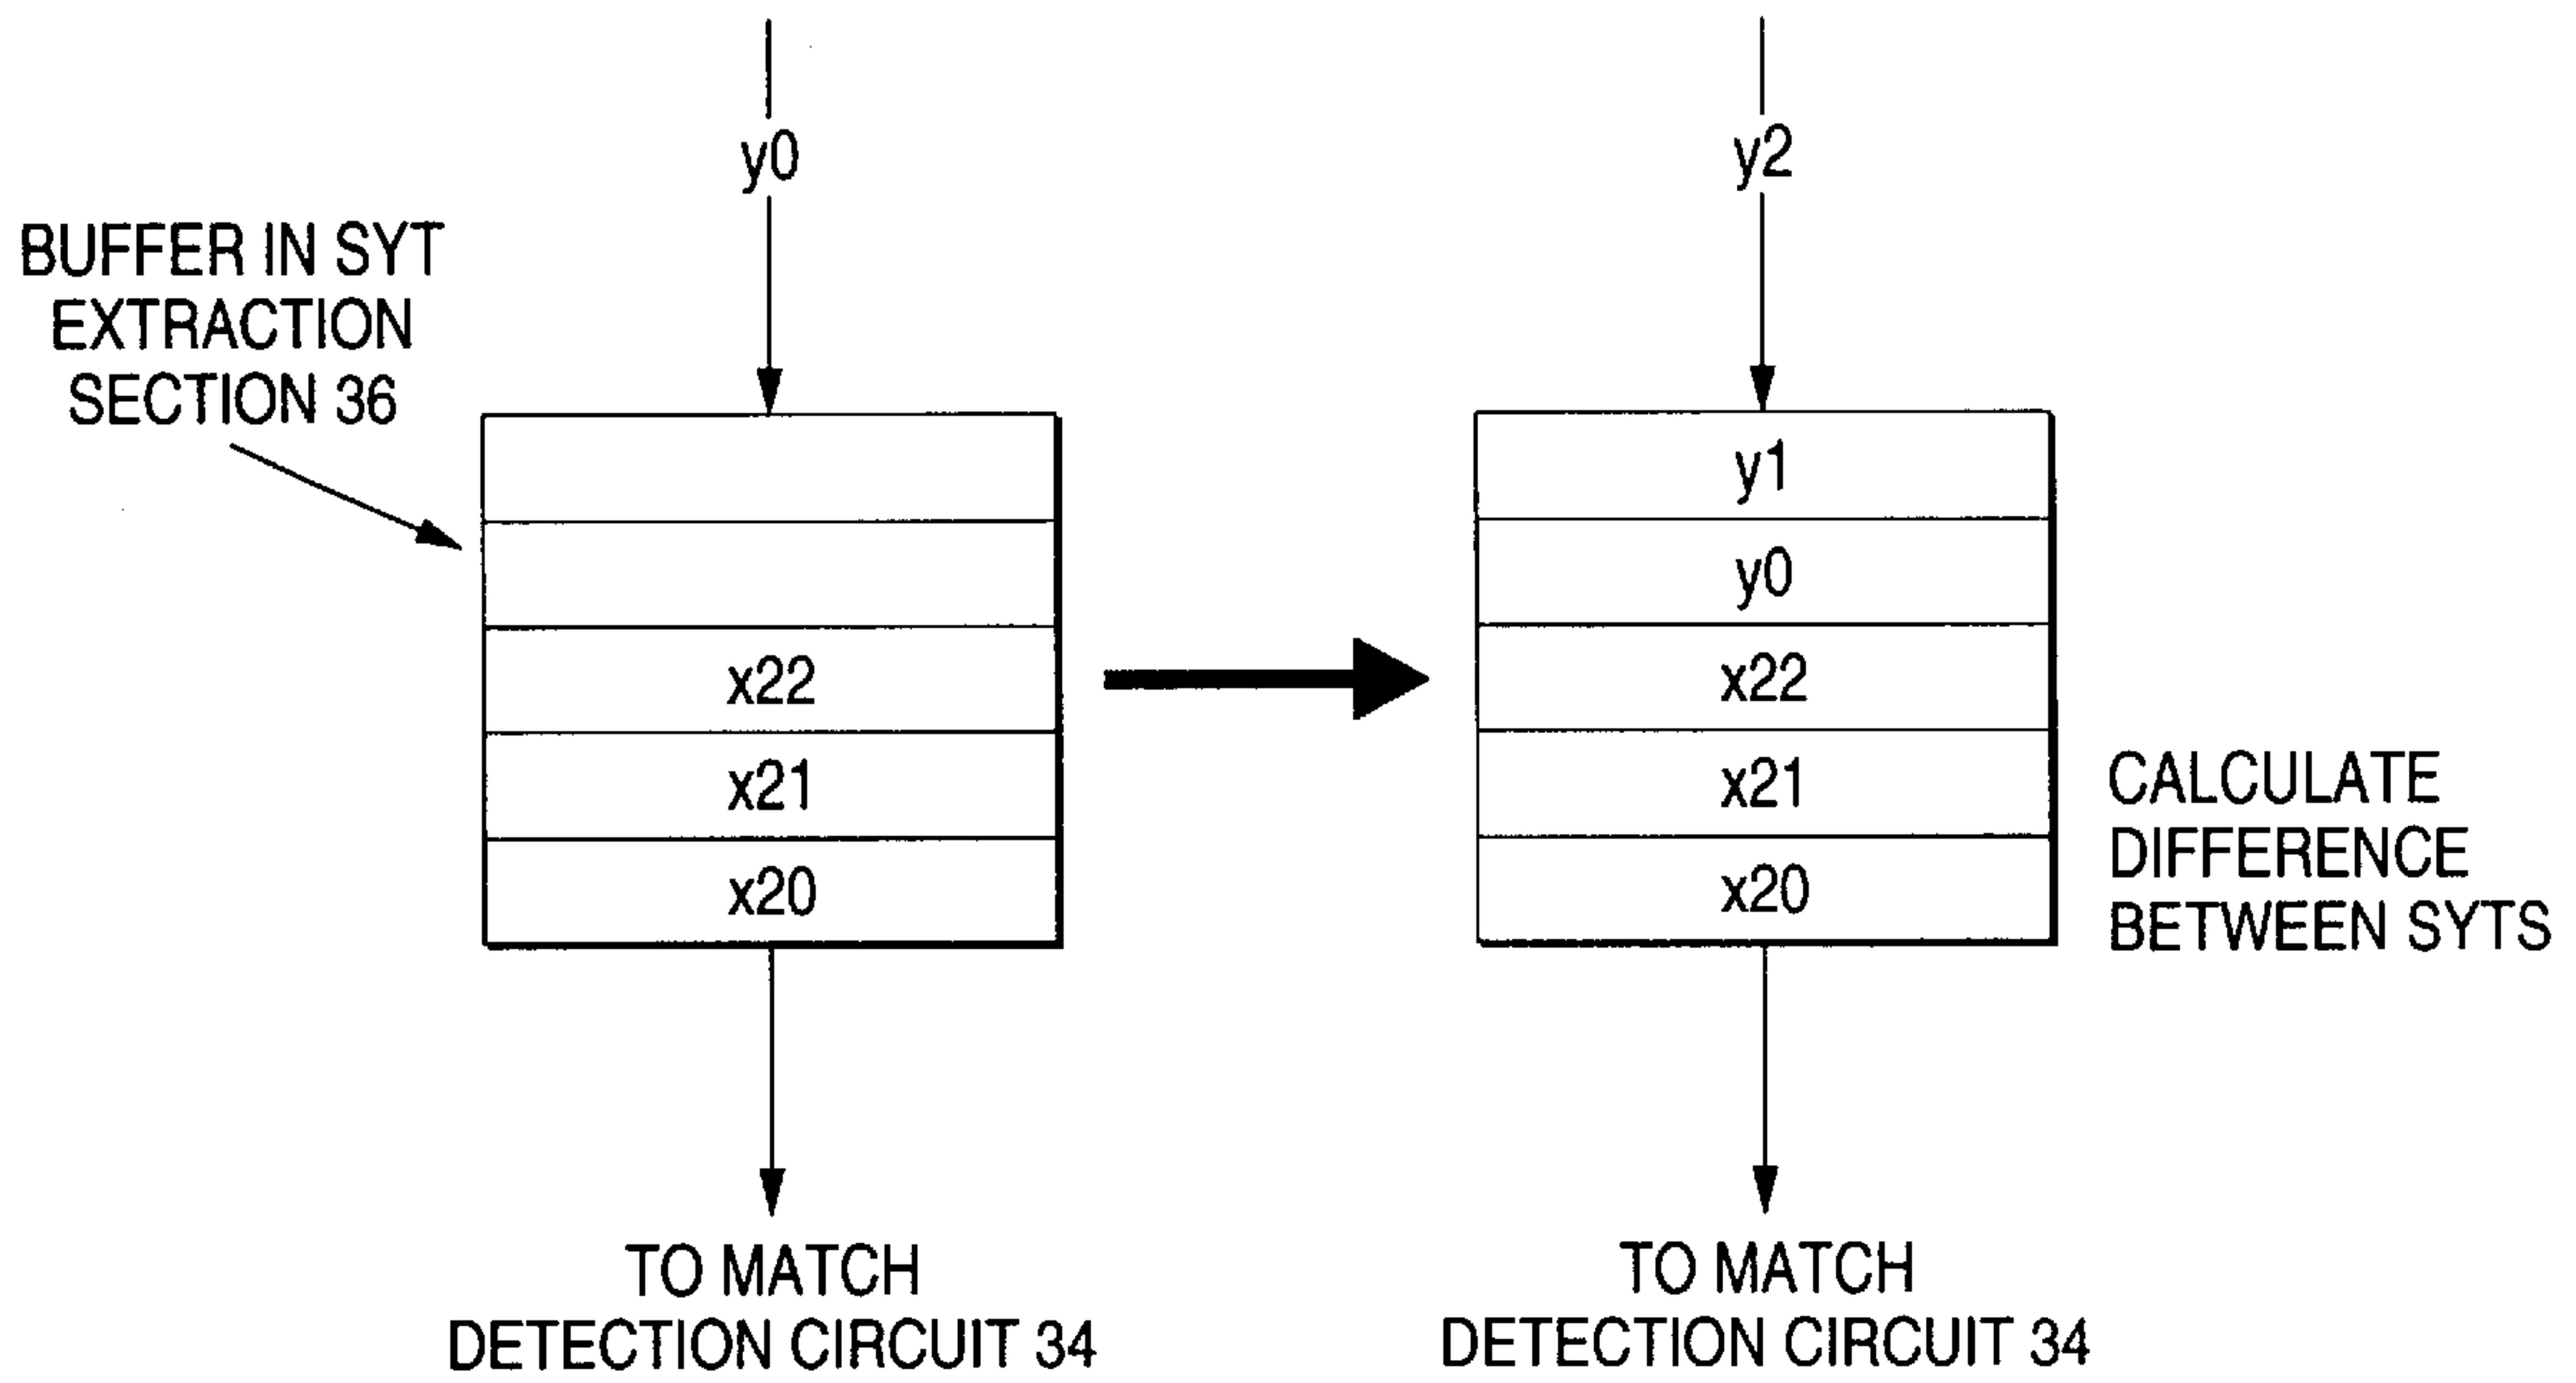 y0
y2
BUFFER IN SYT
EXTRACTION
SECTION 36
x22
x21
x20
y1
y0
x22
x21
x20
CALCULATE
DIFFERENCE
BETWEEN SYTS
TO MATCH
DETECTION CIRCUIT 34
TO MATCH
DETECTION CIRCUIT 34